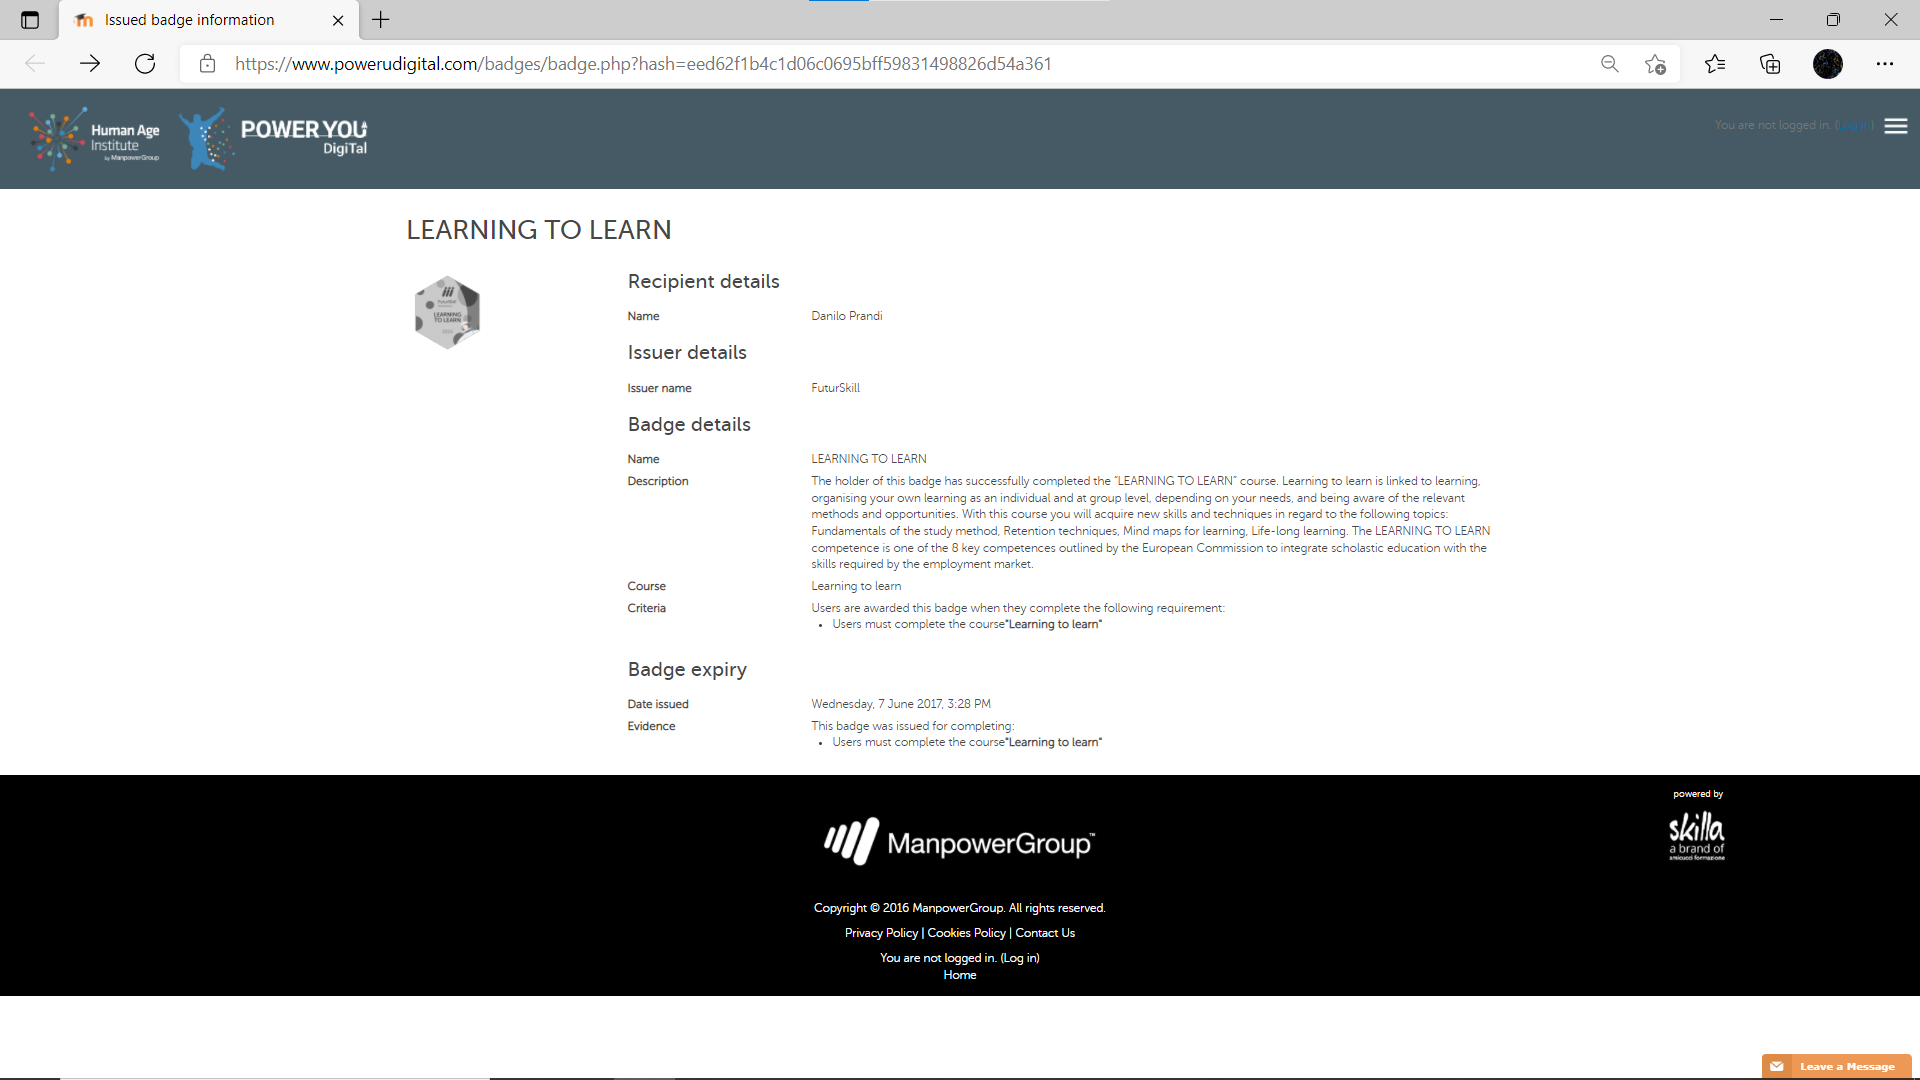 Issued badge information
https://www.powerudigital.com/badges/badge.php?hash=eed62f1b4c1d06c0695bff59831498826d54a361
Human Age
Institute
by ManpowerGroup
POWER YOU
DigiTal
You are not logged in. (Log in)
LEARNING TO LEARN
FuturSkill
LEARNING
TO LEARN
Recipient details
Name Danilo Prandi
Issuer details
Issuer name FuturSkill
Badge details
Name LEARNING TO LEARN
Description The holder of this badge has successfully completed the "LEARNING TO LEARN" course. Learning to learn is linked to learning,
organising your own learning as an individual and at group level, depending on your needs, and being aware of the relevant
methods and opportunities. With this course you will acquire new skills and techniques in regard to the following topics:
Fundamentals of the study method, Retention techniques, Mind maps for learning, Life-long learning. The LEARNING TO LEARN
competence is one of the 8 key competences outlined by the European Commission to integrate scholastic education with the
skills required by the employment market.
Course Learning to learn
Criteria Users are awarded this badge when they complete the following requirement:
• Users must complete the course"Learning to learn"
Badge expiry
Date issued Wednesday, 7 June 2017, 3:28 PM
Evidence This badge was issued for completing:
• Users must complete the course"Learning to learn"
powered by
skilla
a brand of
amicucci formazione
ManpowerGroup™
Copyright © 2016 ManpowerGroup. All rights reserved.
Privacy Policy | Cookies Policy | Contact Us
You are not logged in. (Log in)
Home
Leave a Message